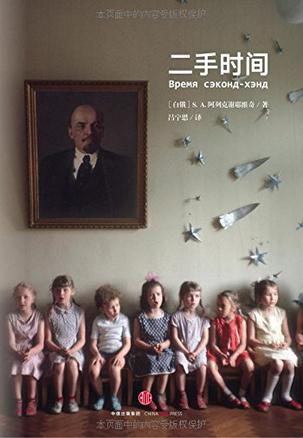 本页面中的内容受版权保护
二手时间
Время сэконд-хэнд
[白俄] S. A. 阿列克谢耶维奇 / 著
吕宁思 / 译
中信出版集团 CHINA PRESS
本页面中的内容受版权保护